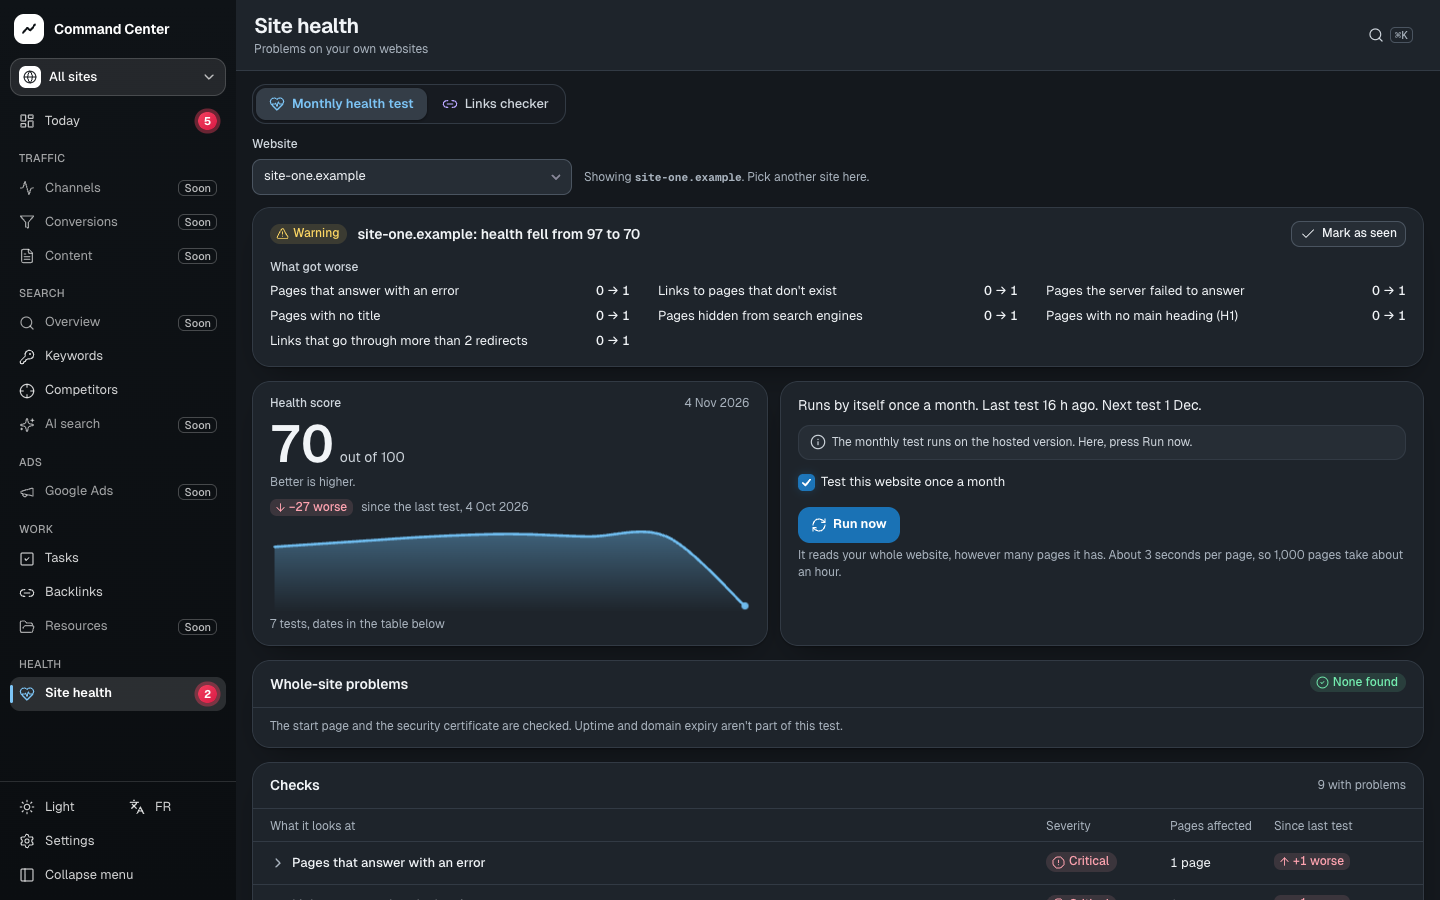 Command Center
All sites
Today 5
TRAFFIC
Channels Soon
Conversions Soon
Content Soon
SEARCH
Overview Soon
Keywords
Competitors
AI search Soon
ADS
Google Ads Soon
WORK
Tasks
Backlinks
Resources Soon
HEALTH
Site health 2
Light FR
Settings
Collapse menu
Site health
Problems on your own websites
⌘K
Monthly health test Links checker
Website
site-one.example
Showing site-one.example. Pick another site here.
Warning site-one.example: health fell from 97 to 70 Mark as seen
What got worse
Pages that answer with an error 0 → 1 Links to pages that don't exist 0 → 1 Pages the server failed to answer 0 → 1
Pages with no title 0 → 1 Pages hidden from search engines 0 → 1 Pages with no main heading (H1) 0 → 1
Links that go through more than 2 redirects 0 → 1
Health score 4 Nov 2026
70 out of 100
Better is higher.
↓ −27 worse since the last test, 4 Oct 2026
7 tests, dates in the table below
Runs by itself once a month. Last test 16 h ago. Next test 1 Dec.
The monthly test runs on the hosted version. Here, press Run now.
Test this website once a month
Run now
It reads your whole website, however many pages it has. About 3 seconds per page, so 1,000 pages take about
an hour.
Whole-site problems None found
The start page and the security certificate are checked. Uptime and domain expiry aren't part of this test.
Checks 9 with problems
What it looks at Severity Pages affected Since last test
Pages that answer with an error Critical 1 page ↑ +1 worse